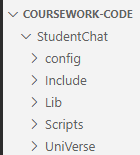 COURSEWORK-CODE
StudentChat
config
Include
Lib
Scripts
UniVerse